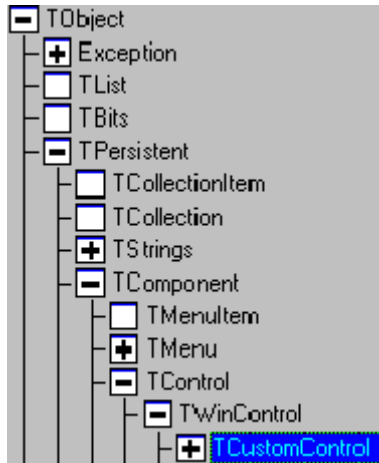 TObject
Exception
TList
TBits
TPersistent
TCollectionItem
TCollection
TStrings
TComponent
TMenuItem
TMenu
TControl
TWinControl
TCustomControl